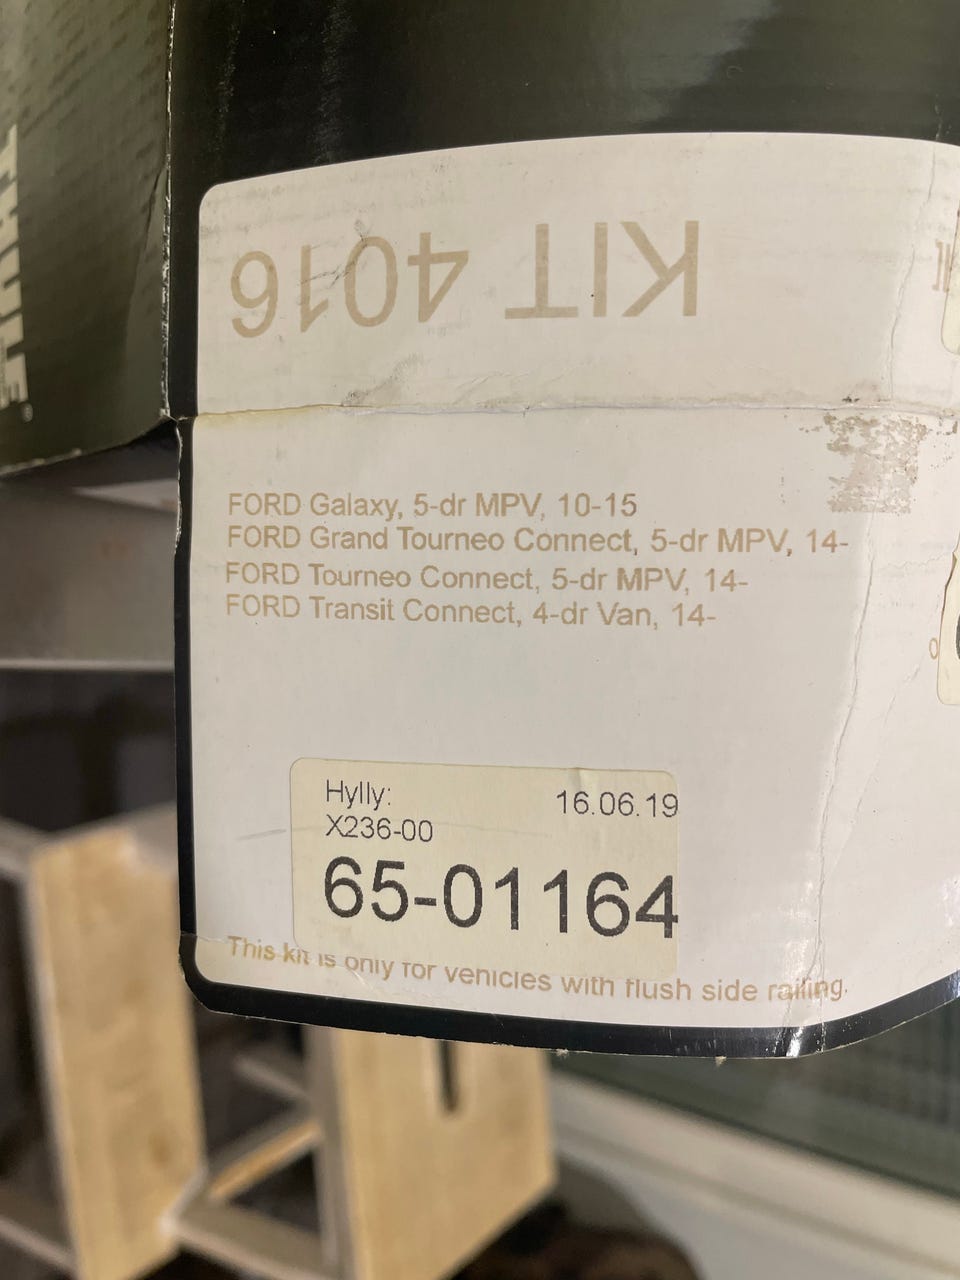 THULE®
KIT 4016
FORD Galaxy, 5-dr MPV, 10-15
FORD Grand Tourneo Connect, 5-dr MPV, 14-
FORD Tourneo Connect, 5-dr MPV, 14-
FORD Transit Connect, 4-dr Van, 14-
Hylly: 16.06.19
X236-00
65-01164
This kit is only for vehicles with flush side railing.